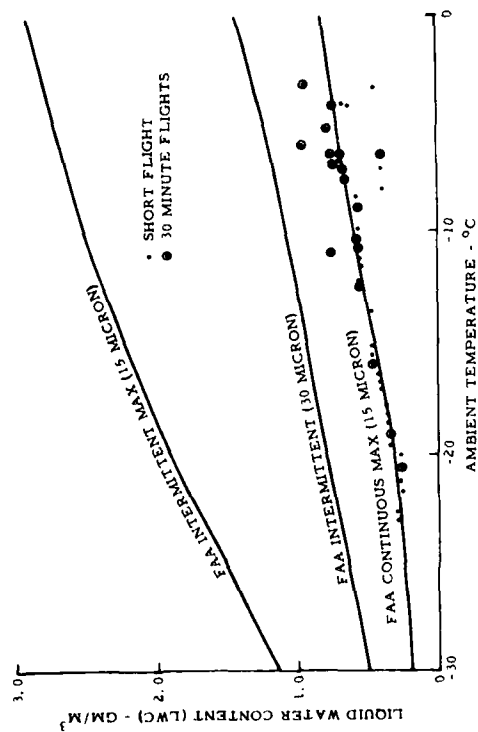 LIQUID WATER CONTENT (LWC) - GM/M³
3.0
2.0
1.0
0
-30
-20
-10
0
AMBIENT TEMPERATURE - °C
• SHORT FLIGHT
● 30 MINUTE FLIGHTS
FAA INTERMITTENT MAX (15 MICRON)
FAA INTERMITTENT (30 MICRON)
FAA CONTINUOUS MAX (15 MICRON)